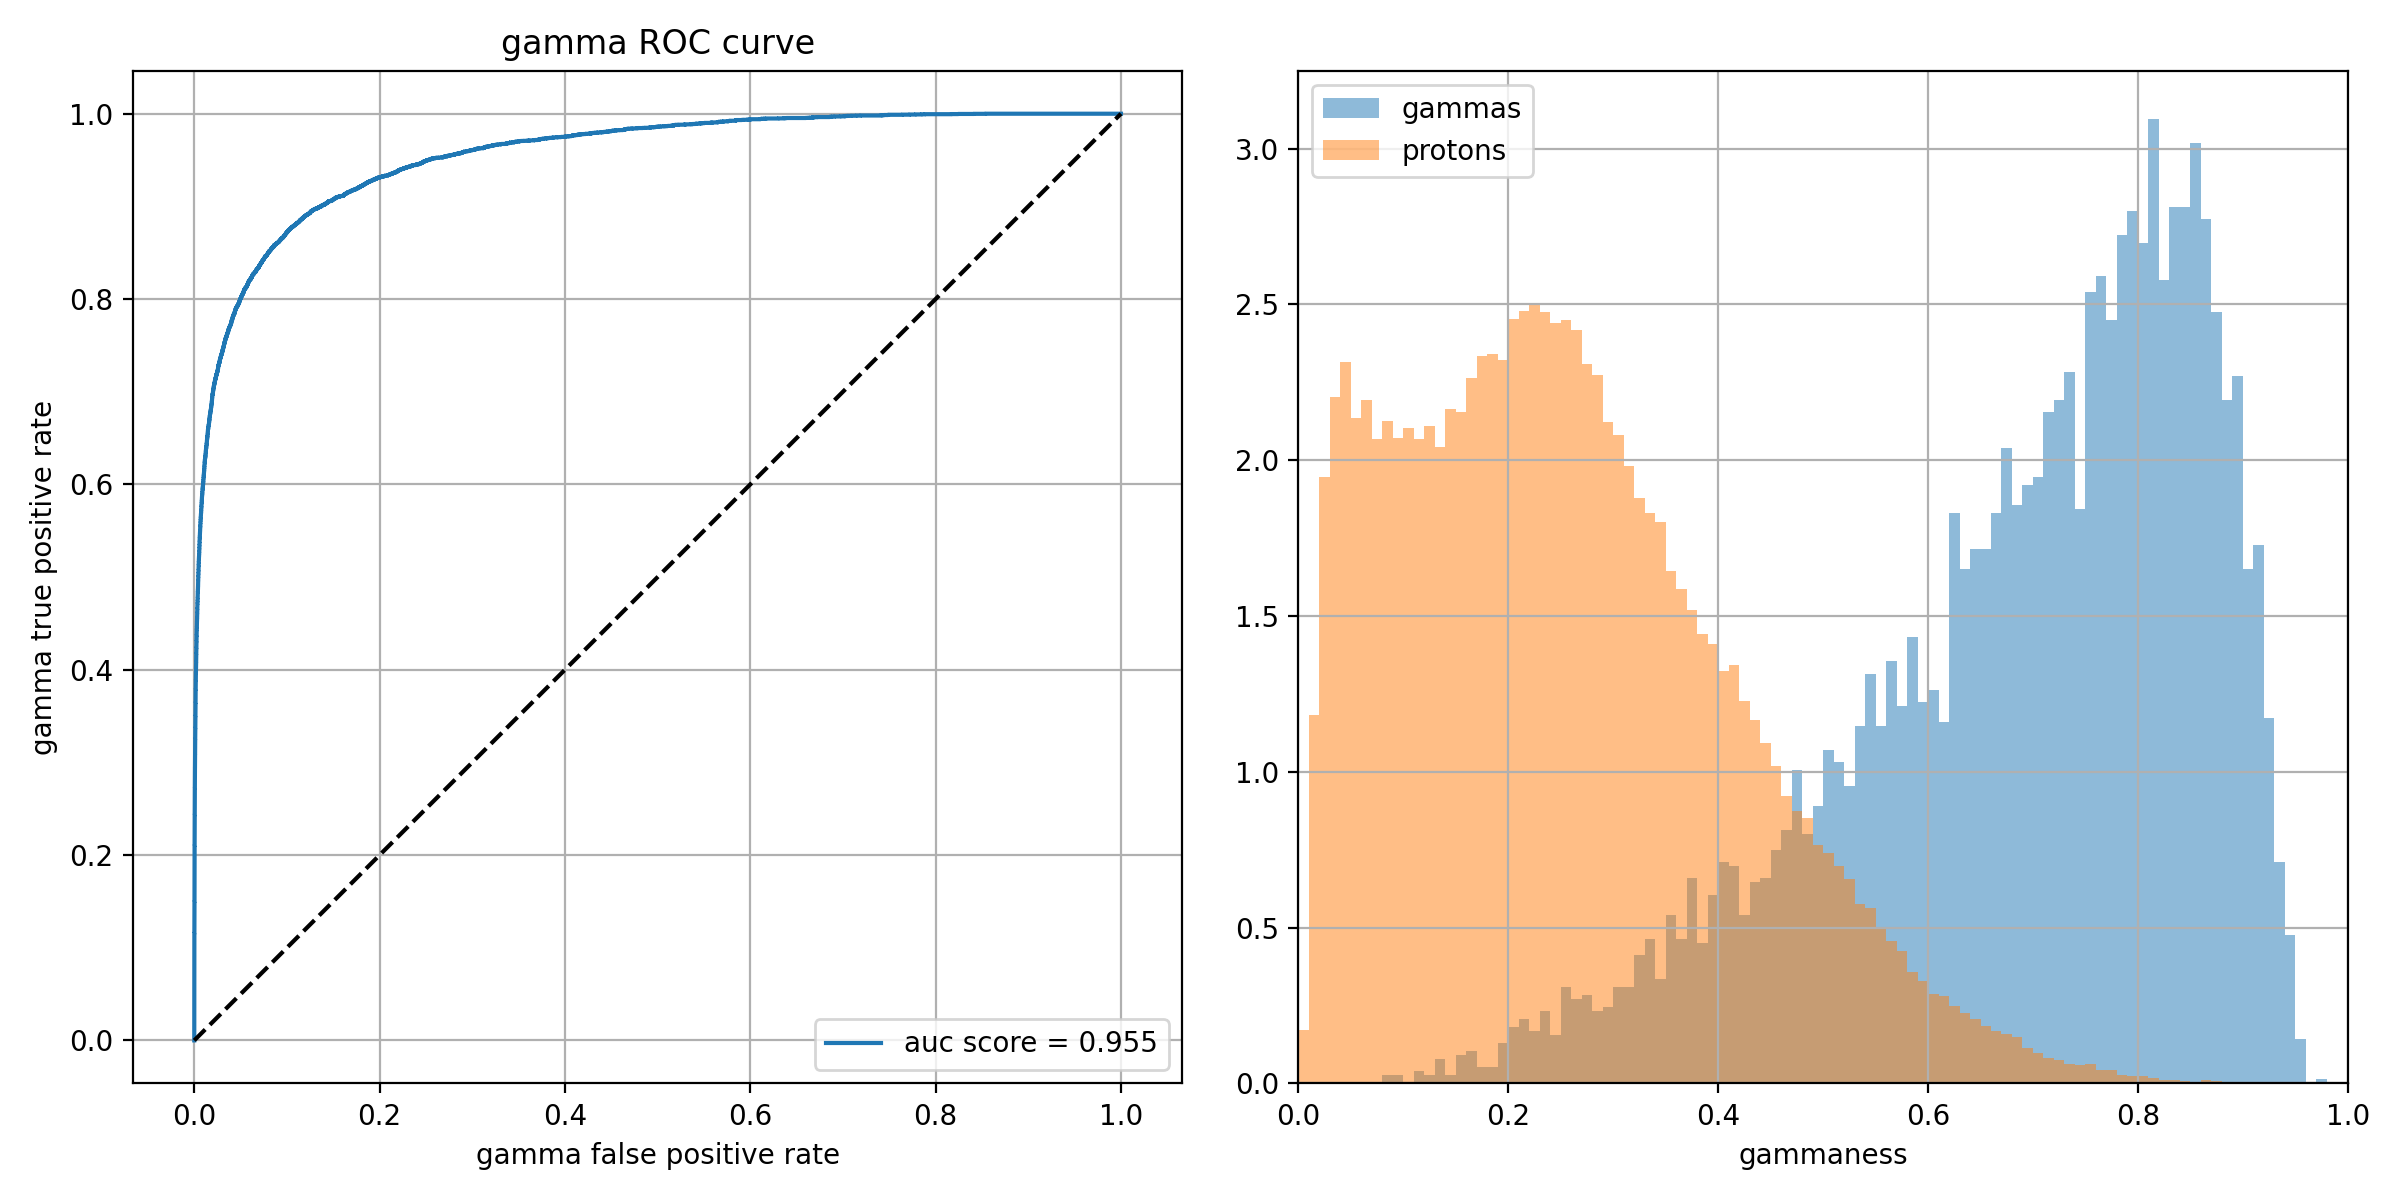 gamma ROC curve
gamma true positive rate
1.0
0.8
0.6
0.4
0.2
0.0
auc score = 0.955
0.0 0.2 0.4 0.6 0.8 1.0
gamma false positive rate
gammas
protons
3.0
2.5
2.0
1.5
1.0
0.5
0.0
0.0 0.2 0.4 0.6 0.8 1.0
gammaness